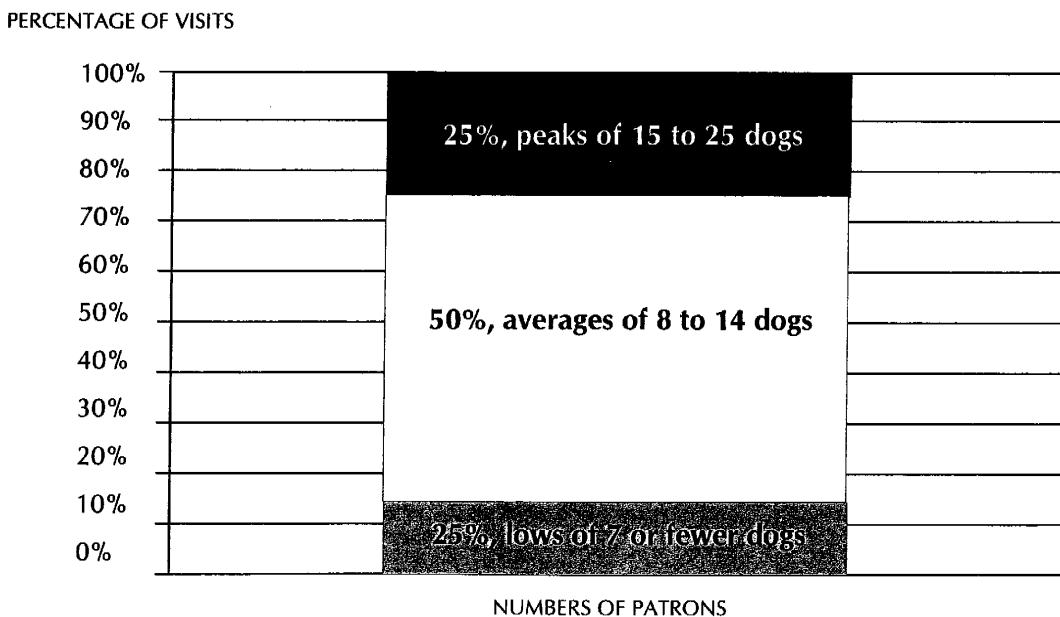 PERCENTAGE OF VISITS
100%
25%, peaks of 15 to 25 dogs
90%
80%
70%
60%
50%
50%, averages of 8 to 14 dogs
40%
30%
20%
10%
25%, lows of 7 or fewer dogs
0%
NUMBERS OF PATRONS